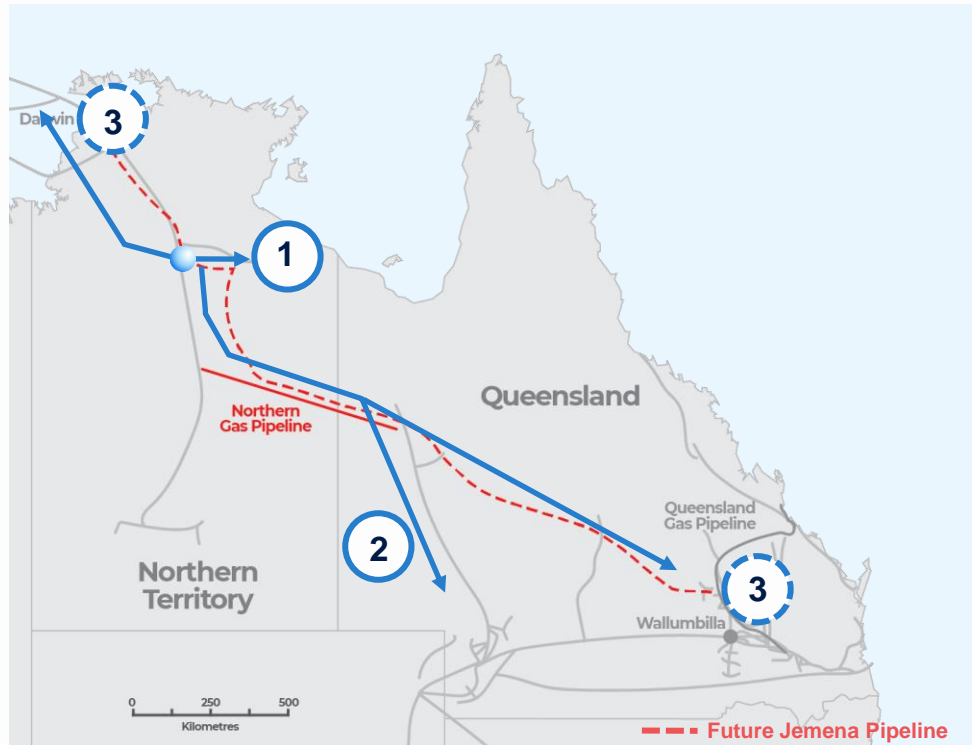 Darwin
3
1
Queensland
Northern
Gas Pipeline
Queensland
Gas Pipeline
2
Northern
Territory
3
Wallumbilla
0 250 500
Kilometres
Future Jemena Pipeline